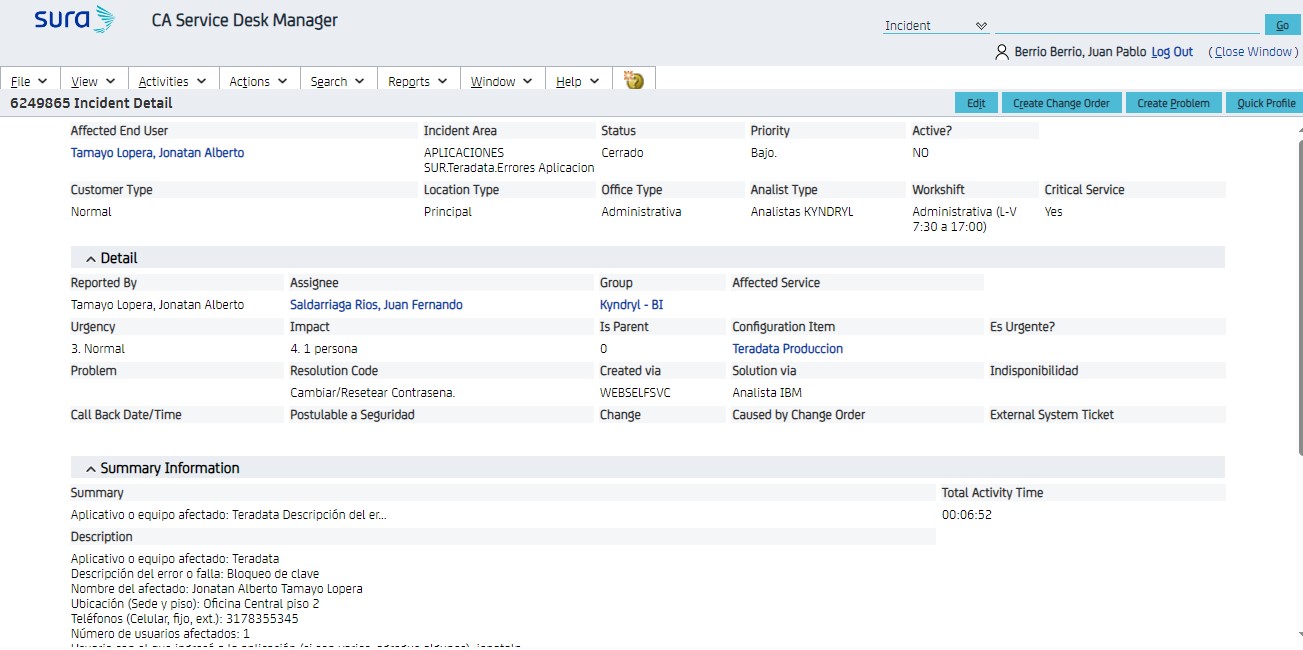 sura CA Service Desk Manager Incident Go
Berrio Berrio, Juan Pablo Log Out ( Close Window )
File View Activities Actions Search Reports Window Help
6249865 Incident Detail Edit Create Change Order Create Problem Quick Profile
Affected End User Incident Area Status Priority Active?
Tamayo Lopera, Jonatan Alberto APLICACIONES Cerrado Bajo. NO
SUR.Teradata.Errores Aplicacion
Customer Type Location Type Office Type Analist Type Workshift Critical Service
Normal Principal Administrativa Analistas KYNDRYL Administrativa (L-V Yes
7:30 a 17:00)
Detail
Reported By Assignee Group Affected Service
Tamayo Lopera, Jonatan Alberto Saldarriaga Rios, Juan Fernando Kyndryl - BI
Urgency Impact Is Parent Configuration Item Es Urgente?
3. Normal 4. 1 persona 0 Teradata Produccion
Problem Resolution Code Created via Solution via Indisponibilidad
Cambiar/Resetear Contrasena. WEBSELFSVC Analista IBM
Call Back Date/Time Postulable a Seguridad Change Caused by Change Order External System Ticket
Summary Information
Summary Total Activity Time
Aplicativo o equipo afectado: Teradata Descripción del er... 00:06:52
Description
Aplicativo o equipo afectado: Teradata
Descripción del error o falla: Bloqueo de clave
Nombre del afectado: Jonatan Alberto Tamayo Lopera
Ubicación (Sede y piso): Oficina Central piso 2
Teléfonos (Celular, fijo, ext.): 3178355345
Número de usuarios afectados: 1